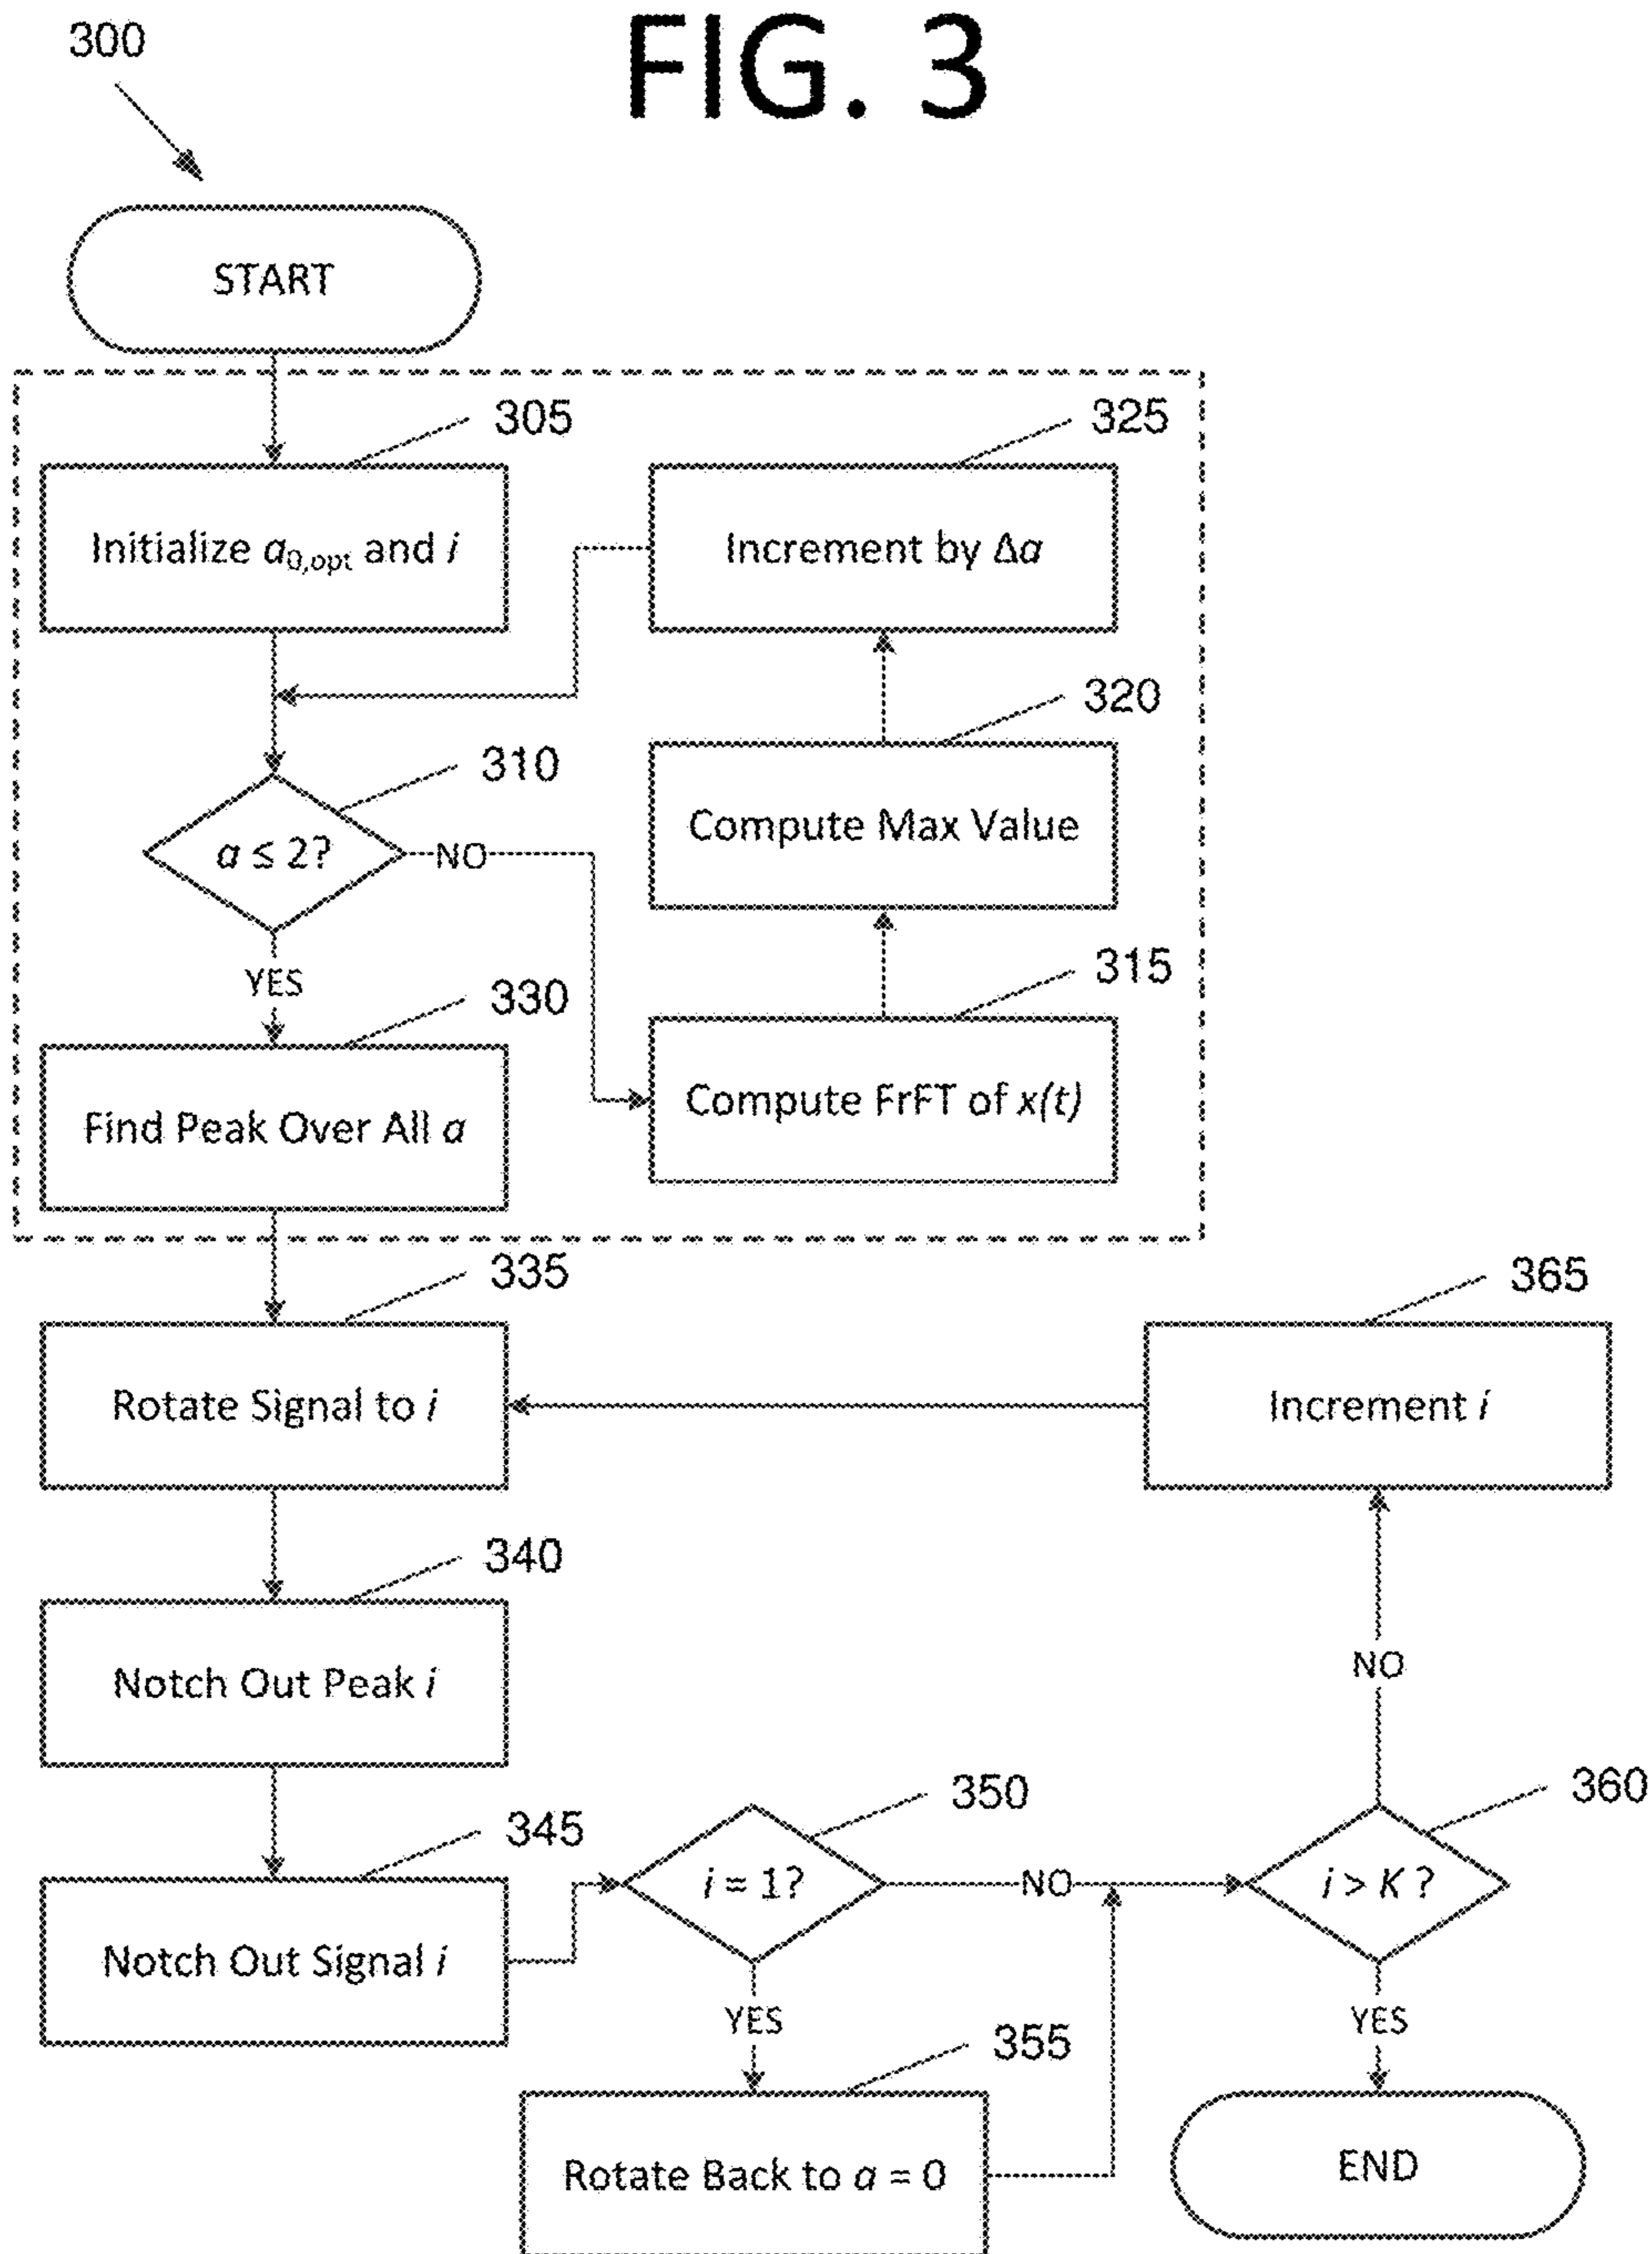 FIG. 3
300
START
305
Initialize a0,opt and i
325
Increment by Δa
320
Compute Max Value
310
a ≤ 2?
NO
YES
315
Compute FrFT of x(t)
330
Find Peak Over All a
335
Rotate Signal to i
365
Increment i
340
Notch Out Peak i
NO
345
Notch Out Signal i
350
i = 1?
NO
360
i > K ?
YES
YES
355
Rotate Back to a = 0
END